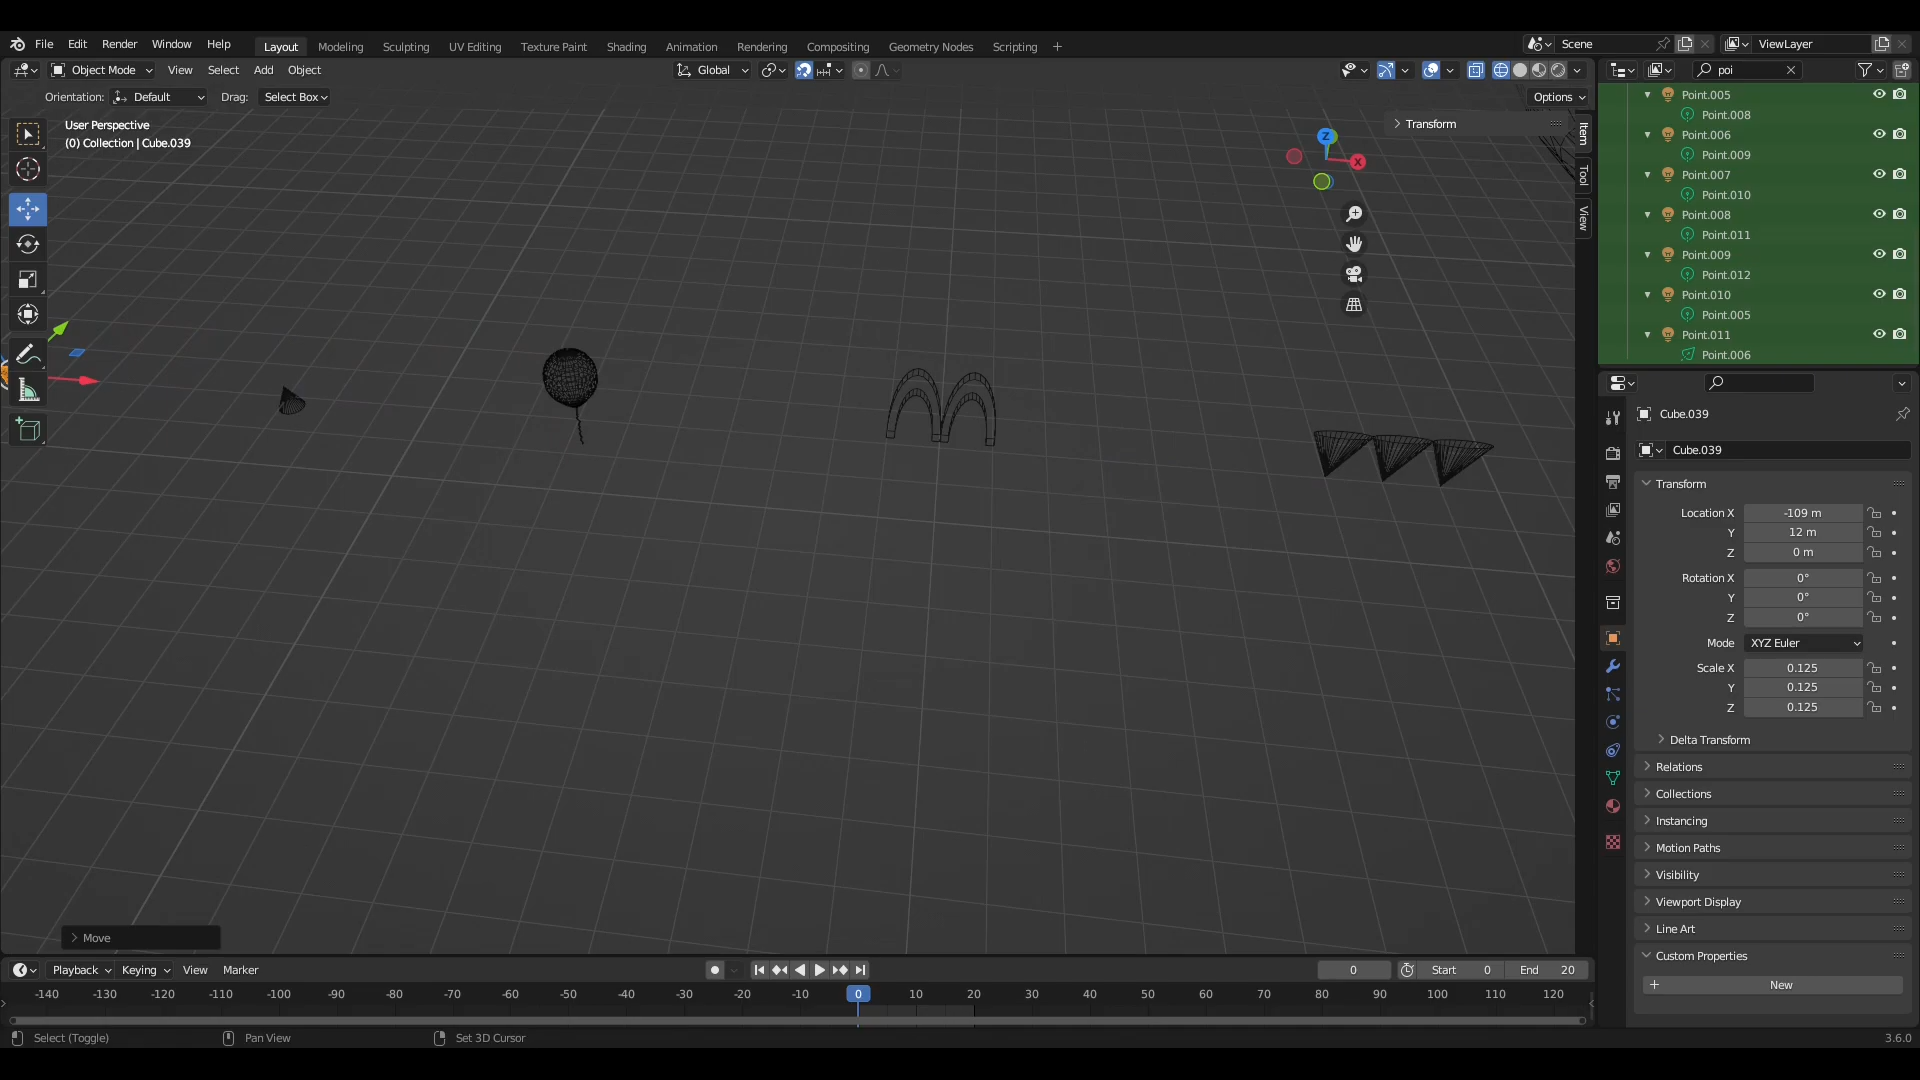 File Edit Render Window Help Layout Modeling Sculpting UV Editing Texture Paint Shading Animation Rendering Compositing Geometry Nodes Scripting + Scene ViewLayer
Object Mode View Select Add Object Global poi
Orientation: Default Drag: Select Box Options
User Perspective
(0) Collection | Cube.039
Transform
Item
Tool
View
Z
X
Point.005
Point.008
Point.006
Point.009
Point.007
Point.010
Point.008
Point.011
Point.009
Point.012
Point.010
Point.005
Point.011
Point.006
Cube.039
Cube.039
Transform
Location X -109 m
Y 12 m
Z 0 m
Rotation X 0°
Y 0°
Z 0°
Mode XYZ Euler
Scale X 0.125
Y 0.125
Z 0.125
Delta Transform
Relations
Collections
Instancing
Motion Paths
Visibility
Viewport Display
Line Art
Custom Properties
+ New
Move
Playback Keying View Marker 0 Start 0 End 20
-140 -130 -120 -110 -100 -90 -80 -70 -60 -50 -40 -30 -20 -10 0 10 20 30 40 50 60 70 80 90 100 110 120
Select (Toggle) Pan View Set 3D Cursor 3.6.0